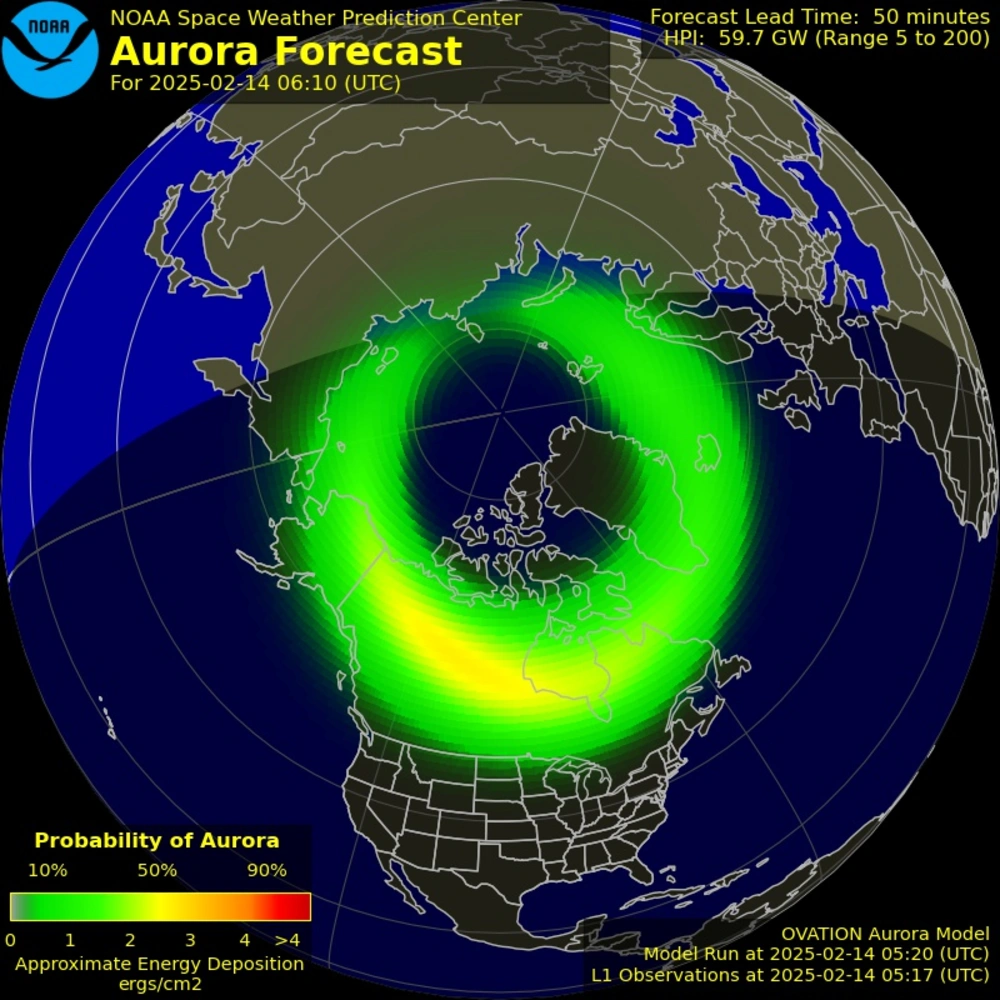 NOAA
NOAA Space Weather Prediction Center
Aurora Forecast
For 2025-02-14 06:10 (UTC)
Forecast Lead Time: 50 minutes
HPI: 59.7 GW (Range 5 to 200)
Probability of Aurora
10% 50% 90%
0 1 2 3 4 >4
Approximate Energy Deposition
ergs/cm2
OVATION Aurora Model
Model Run at 2025-02-14 05:20 (UTC)
L1 Observations at 2025-02-14 05:17 (UTC)